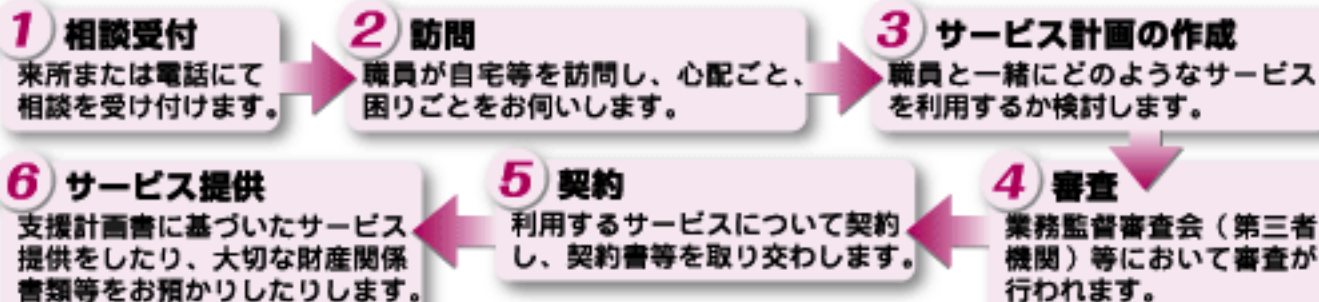 1 相談受付
来所または電話にて
相談を受け付けます。
2 訪問
職員が自宅等を訪問し、心配ごと、
困りごとをお伺いします。
3 サービス計画の作成
職員と一緒にどのようなサービス
を利用するか検討します。
4 審査
業務監督審査会（第三者
機関）等において審査が
行われます。
5 契約
利用するサービスについて契約
し、契約書等を取り交わします。
6 サービス提供
支援計画書に基づいたサービス
提供をしたり、大切な財産関係
書類等をお預かりしたりします。